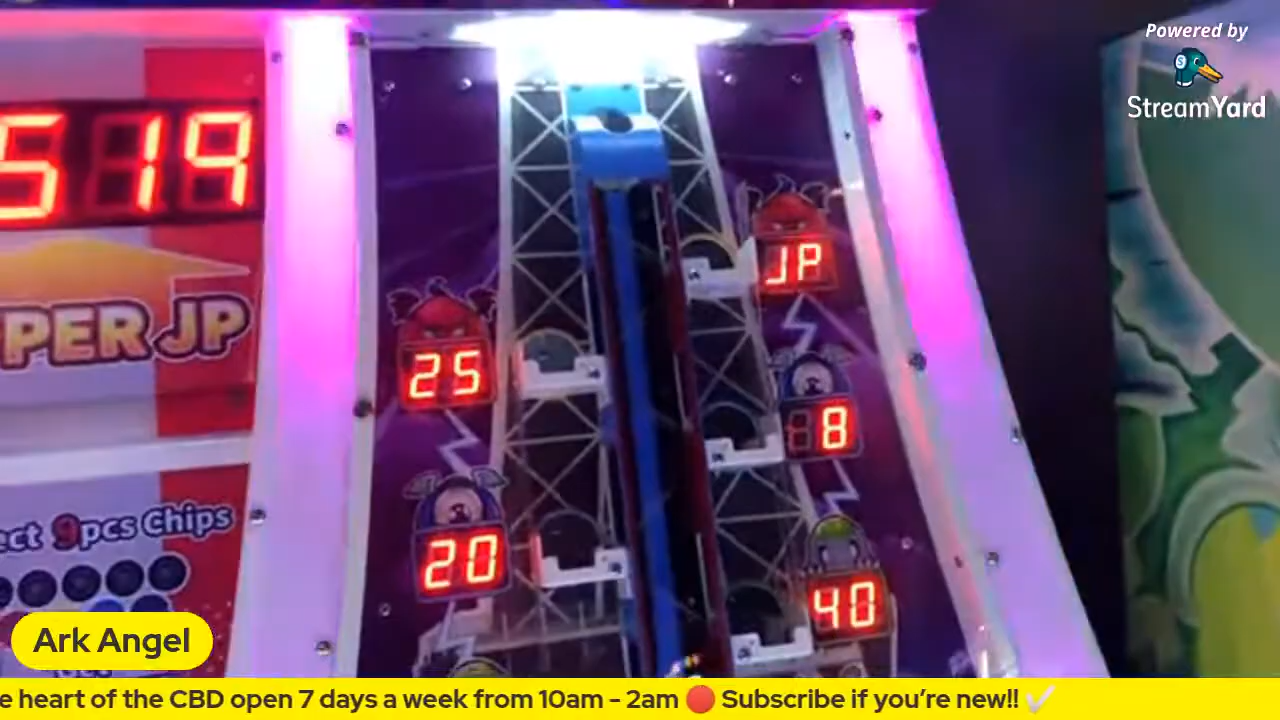 Powered by
StreamYard
519
PER JP
ect 9pcs Chips
JP
25
8
20
40
Ark Angel
e heart of the CBD open 7 days a week from 10am - 2am 🔴 Subscribe if you're new!! ✔️